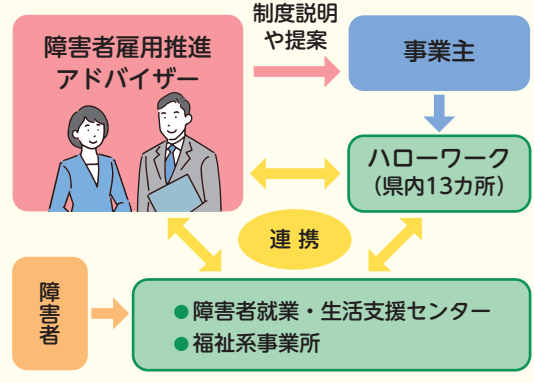 障害者雇用推進
アドバイザー
制度説明
や提案
事業主
ハローワーク
（県内13カ所）
連携
障害者
●障害者就業・生活支援センター
●福祉系事業所